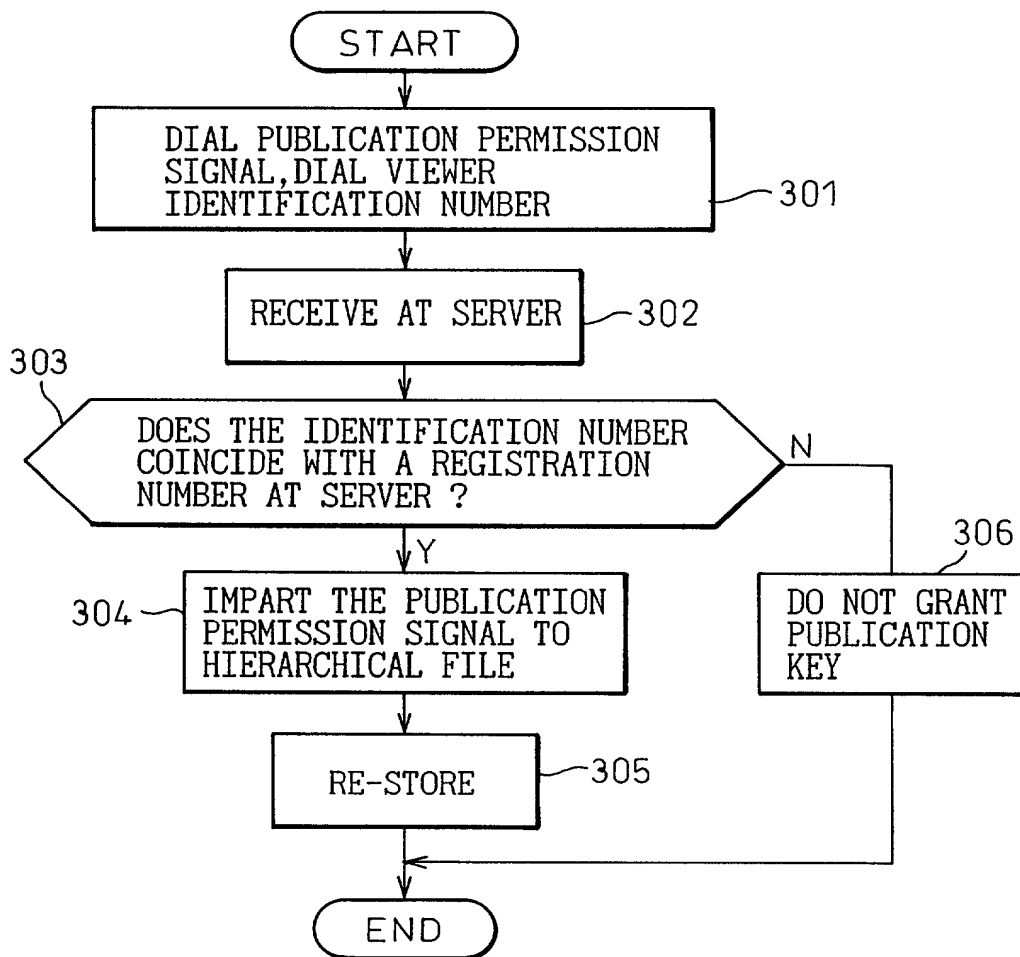 START
DIAL PUBLICATION PERMISSION
SIGNAL,DIAL VIEWER
IDENTIFICATION NUMBER
301
RECEIVE AT SERVER
302
303
DOES THE IDENTIFICATION NUMBER
COINCIDE WITH A REGISTRATION
NUMBER AT SERVER ?
N
Y
306
304
IMPART THE PUBLICATION
PERMISSION SIGNAL TO
HIERARCHICAL FILE
DO NOT GRANT
PUBLICATION
KEY
RE-STORE
305
END